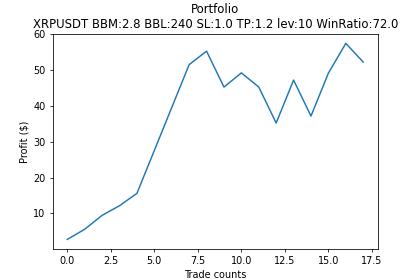 Portfolio
XRPUSDT BBM:2.8 BBL:240 SL:1.0 TP:1.2 lev:10 WinRatio:72.0
60
50
40
30
20
10
Profit ($)
0.0 2.5 5.0 7.5 10.0 12.5 15.0 17.5
Trade counts